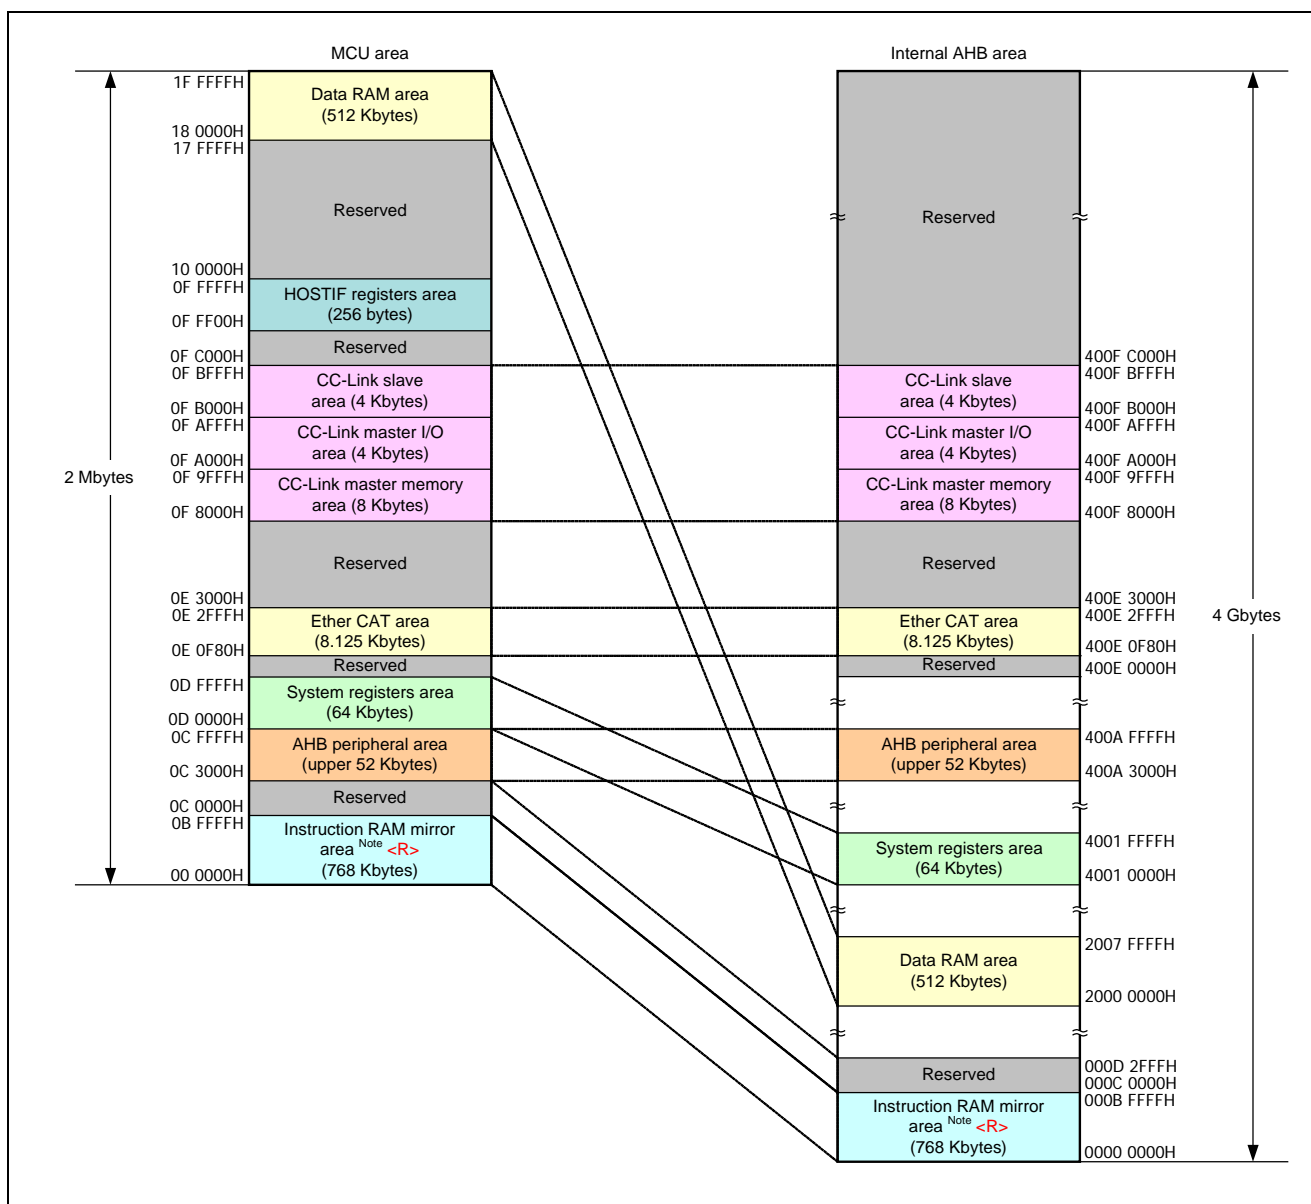 MCU area
Internal AHB area
1F FFFFH
Data RAM area
(512 Kbytes)
18 0000H
17 FFFFH
Reserved
Reserved
10 0000H
0F FFFFH
HOSTIF registers area
(256 bytes)
0F FF00H
Reserved
0F C000H
400F C000H
0F BFFFH
400F BFFFH
CC-Link slave
area (4 Kbytes)
CC-Link slave
area (4 Kbytes)
0F B000H
400F B000H
0F AFFFH
400F AFFFH
CC-Link master I/O
area (4 Kbytes)
CC-Link master I/O
area (4 Kbytes)
0F A000H
400F A000H
0F 9FFFH
400F 9FFFH
2 Mbytes
CC-Link master memory
area (8 Kbytes)
CC-Link master memory
area (8 Kbytes)
0F 8000H
400F 8000H
Reserved
Reserved
0E 3000H
400E 3000H
0E 2FFFH
400E 2FFFH
Ether CAT area
(8.125 Kbytes)
Ether CAT area
(8.125 Kbytes)
4 Gbytes
0E 0F80H
400E 0F80H
Reserved
Reserved
400E 0000H
0D FFFFH
System registers area
(64 Kbytes)
0D 0000H
0C FFFFH
400A FFFFH
AHB peripheral area
(upper 52 Kbytes)
AHB peripheral area
(upper 52 Kbytes)
0C 3000H
400A 3000H
Reserved
0C 0000H
0B FFFFH
Instruction RAM mirror
area Note <R>
(768 Kbytes)
00 0000H
4001 FFFFH
System registers area
(64 Kbytes)
4001 0000H
2007 FFFFH
Data RAM area
(512 Kbytes)
2000 0000H
000D 2FFFH
Reserved
000C 0000H
000B FFFFH
Instruction RAM mirror
area Note <R>
(768 Kbytes)
0000 0000H